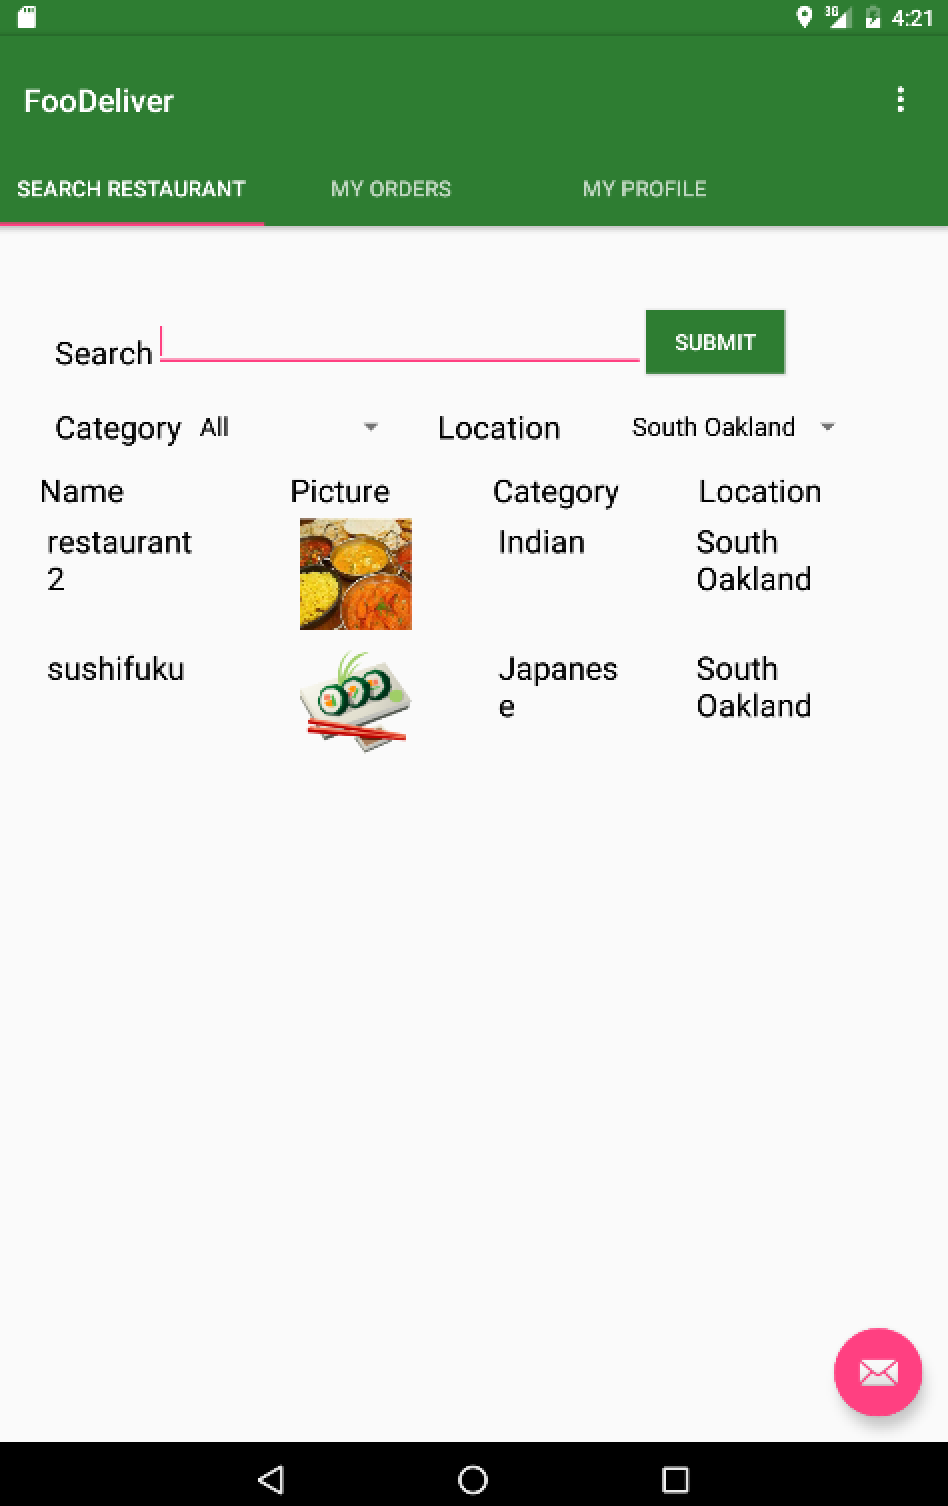 3G 4:21
FooDeliver
SEARCH RESTAURANT MY ORDERS MY PROFILE
Search SUBMIT
Category All Location South Oakland
Name Picture Category Location
restaurant Indian South
2 Oakland
sushifuku Japanes South
e Oakland